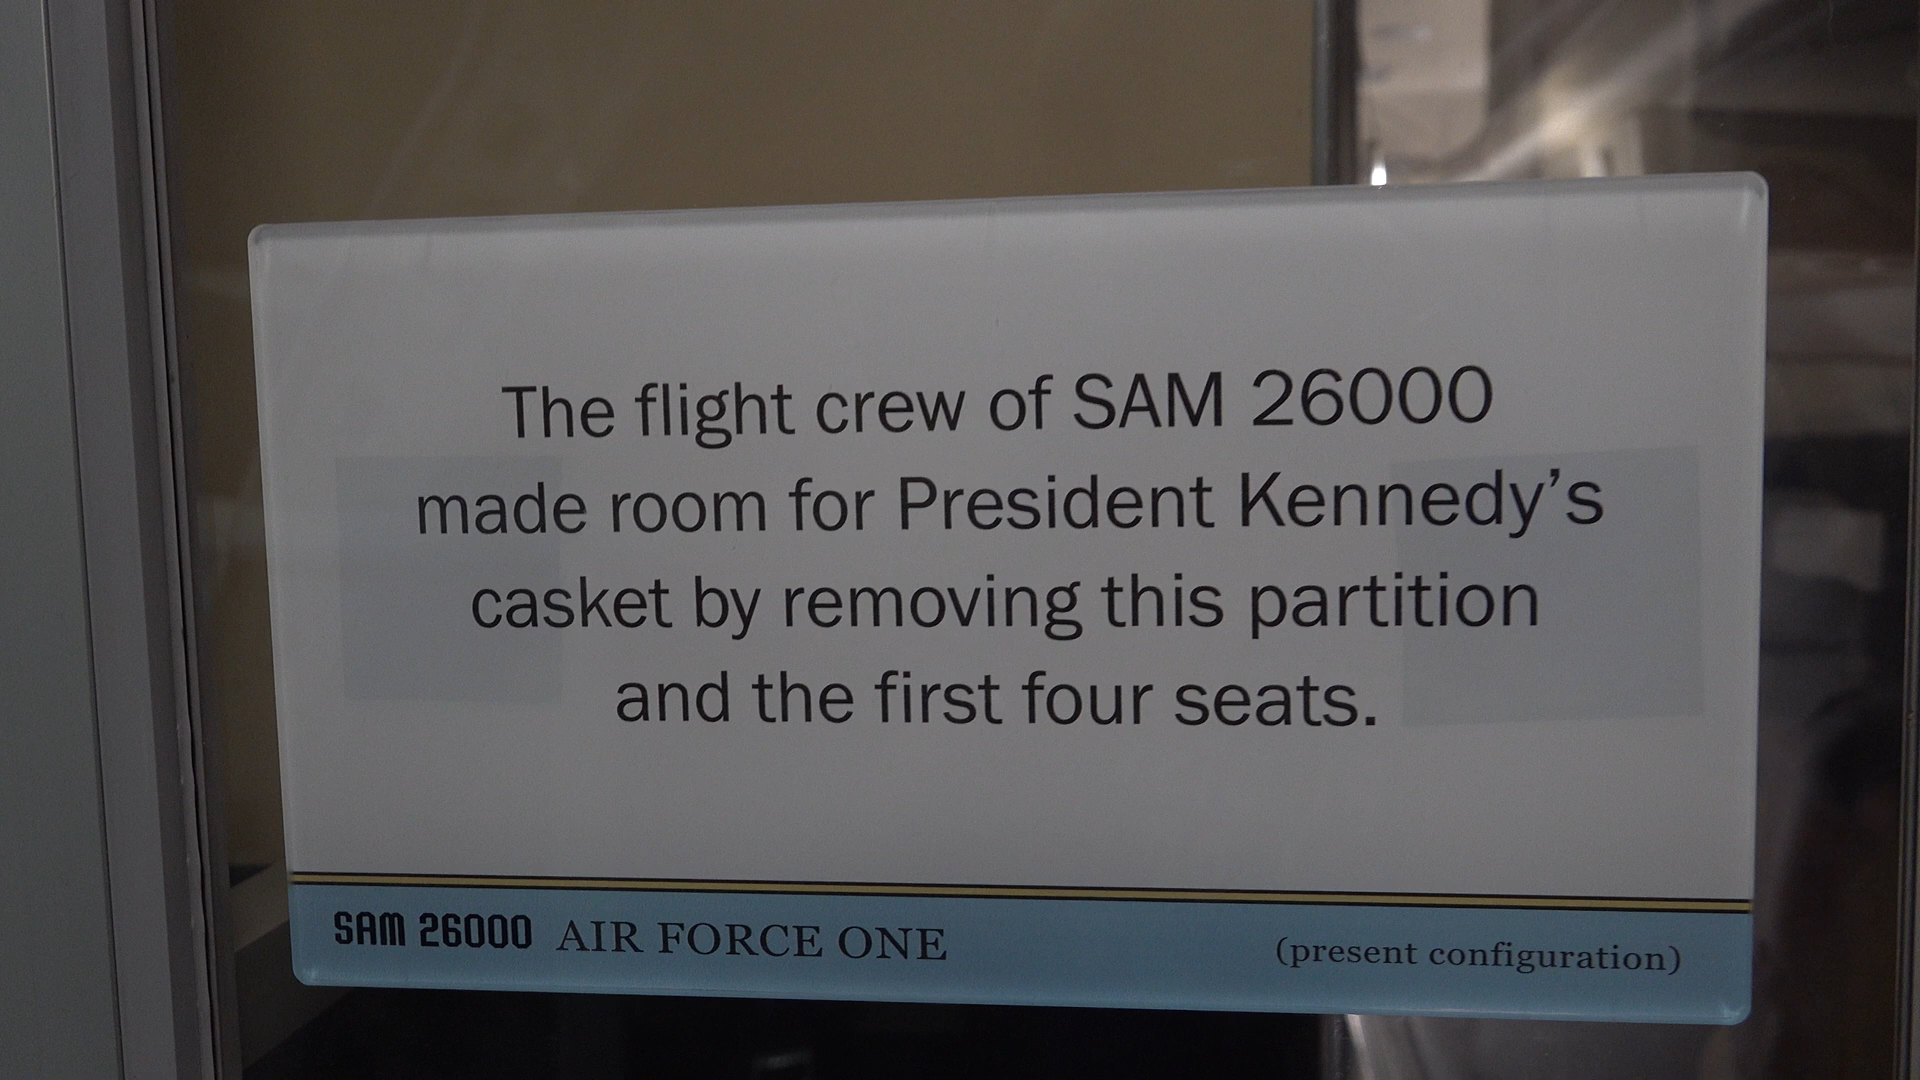 The flight crew of SAM 26000
made room for President Kennedy’s
casket by removing this partition
and the first four seats.
SAM 26000 AIR FORCE ONE (present configuration)